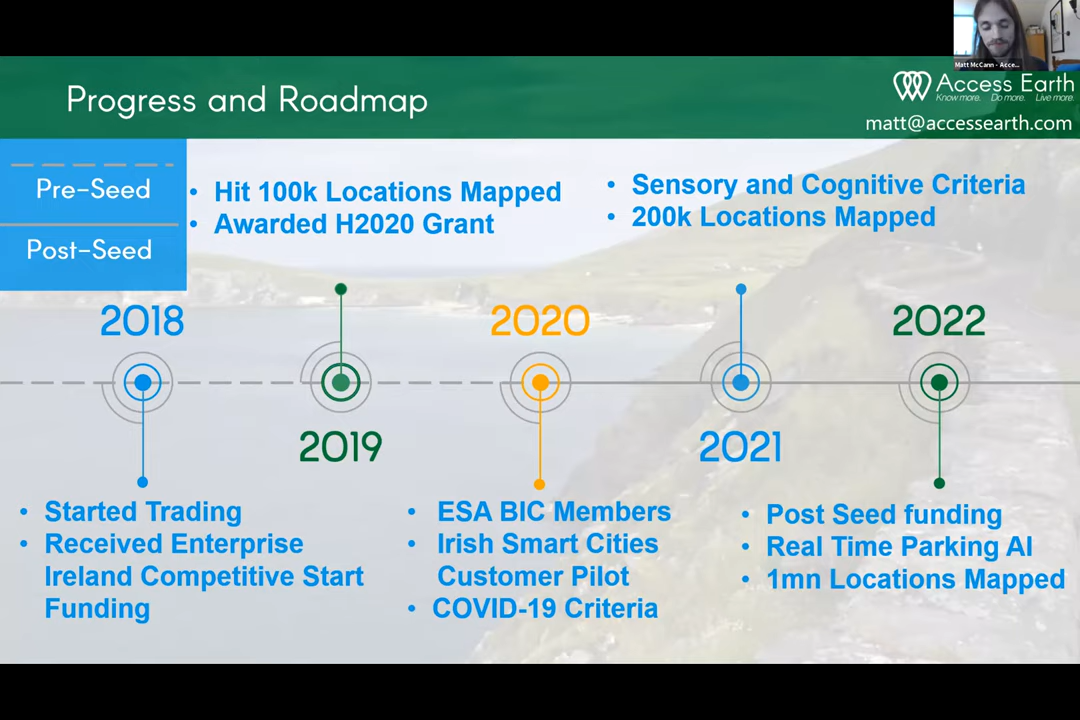 Matt McCann - Acce...
Progress and Roadmap
Access Earth
Know more. Do more. Live more.
matt@accessearth.com
Pre-Seed
Post-Seed
• Hit 100k Locations Mapped
• Awarded H2020 Grant
• Sensory and Cognitive Criteria
• 200k Locations Mapped
2018
2020
2022
2019
2021
• Started Trading
• Received Enterprise
Ireland Competitive Start
Funding
• ESA BIC Members
• Irish Smart Cities
Customer Pilot
• COVID-19 Criteria
• Post Seed funding
• Real Time Parking AI
• 1mn Locations Mapped